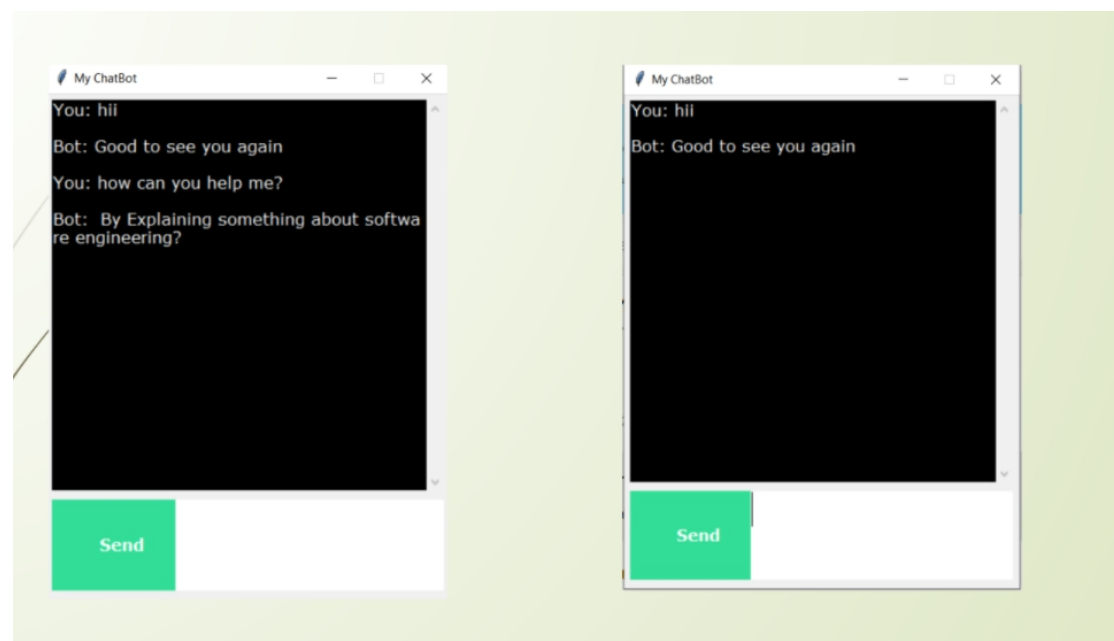 My ChatBot
You: hii
Bot: Good to see you again
You: how can you help me?
Bot:  By Explaining something about softwa
re engineering?
Send
My ChatBot
You: hii
Bot: Good to see you again
Send